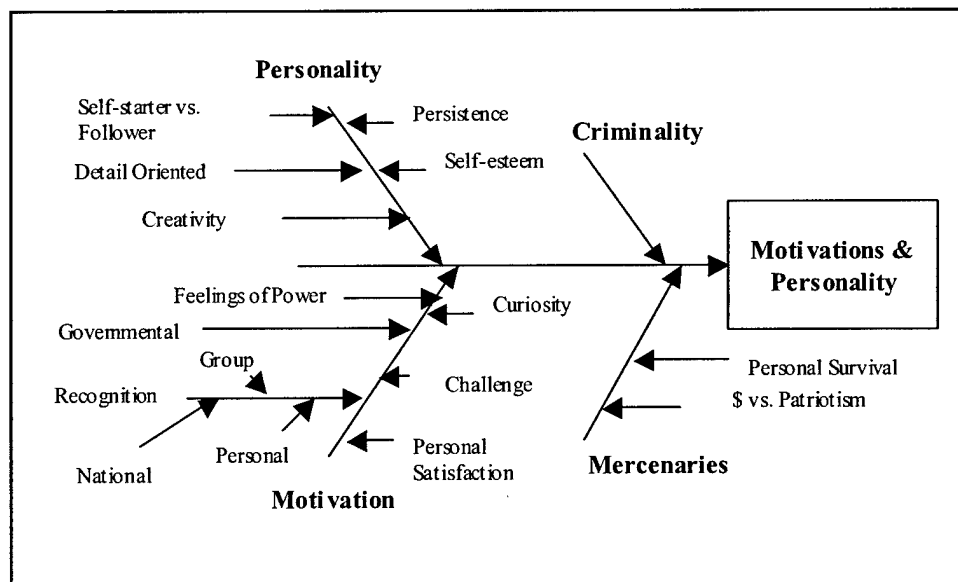 Personality
Self-starter vs.
Follower
Persistence
Criminality
Detail Oriented
Self-esteem
Creativity
Motivations &
Personality
Feelings of Power
Curiosity
Governmental
Group
Recognition
Challenge
Personal Survival
$ vs. Patriotism
Personal
National
Personal
Satisfaction
Mercenaries
Motivation